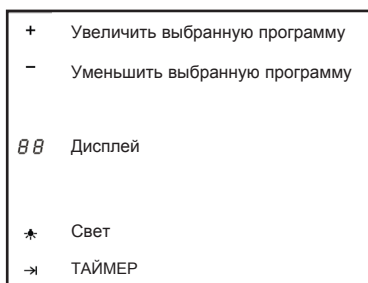 + Увеличить выбранную программу
- Уменьшить выбранную программу
88 Дисплей
Свет
ТАЙМЕР